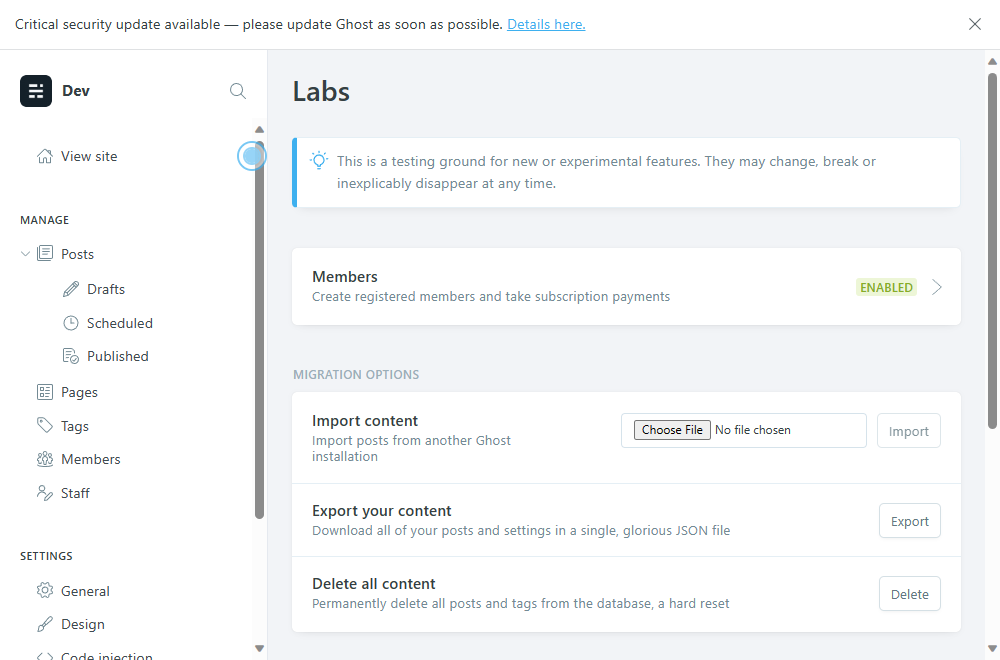 Critical security update available — please update Ghost as soon as possible. Details here.
Dev
View site
MANAGE
Posts
Drafts
Scheduled
Published
Pages
Tags
Members
Staff
SETTINGS
General
Design
Code injection
Labs
This is a testing ground for new or experimental features. They may change, break or
inexplicably disappear at any time.
Members
Create registered members and take subscription payments
ENABLED
MIGRATION OPTIONS
Import content
Import posts from another Ghost
installation
Choose File No file chosen
Import
Export your content
Download all of your posts and settings in a single, glorious JSON file
Export
Delete all content
Permanently delete all posts and tags from the database, a hard reset
Delete